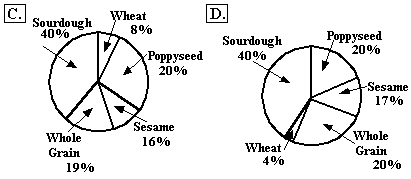 C.
Sourdough
40%
Wheat
8%
Poppyseed
20%
Sesame
16%
Whole
Grain
19%
D.
Sourdough
40%
Poppyseed
20%
Sesame
17%
Whole
Grain
20%
Wheat
4%